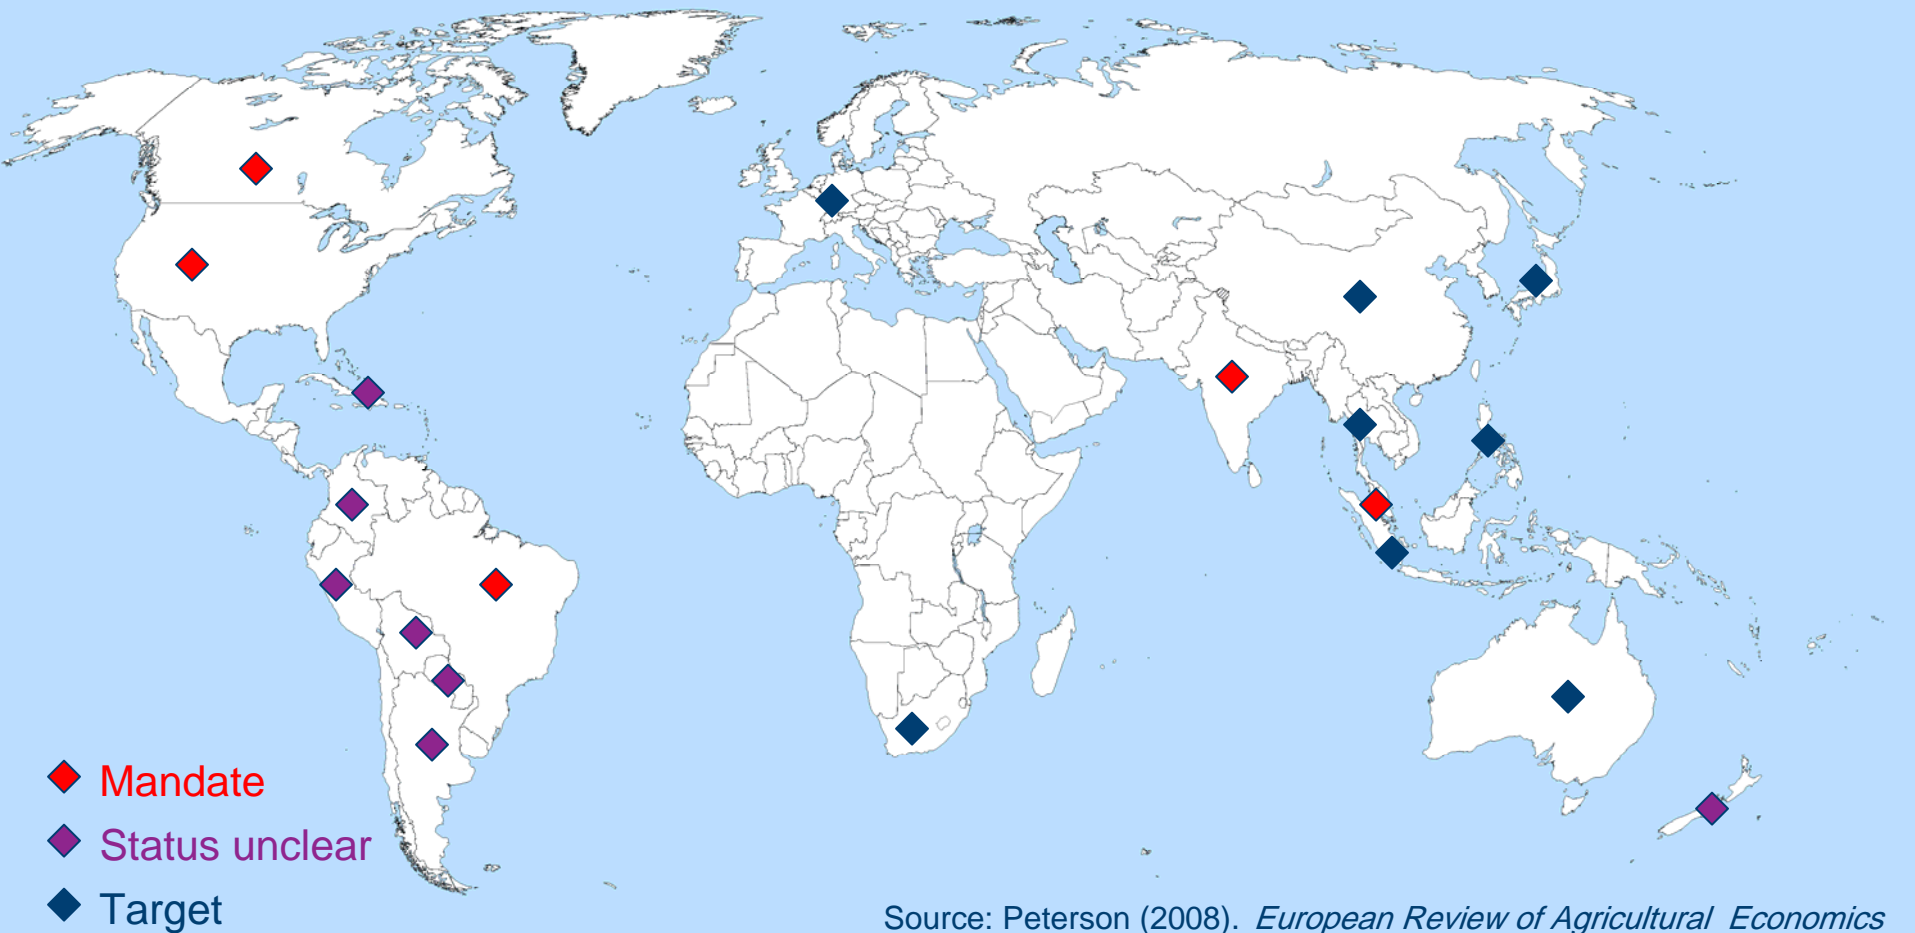 Mandate
Status unclear
Target
Source: Peterson (2008). European Review of Agricultural Economics